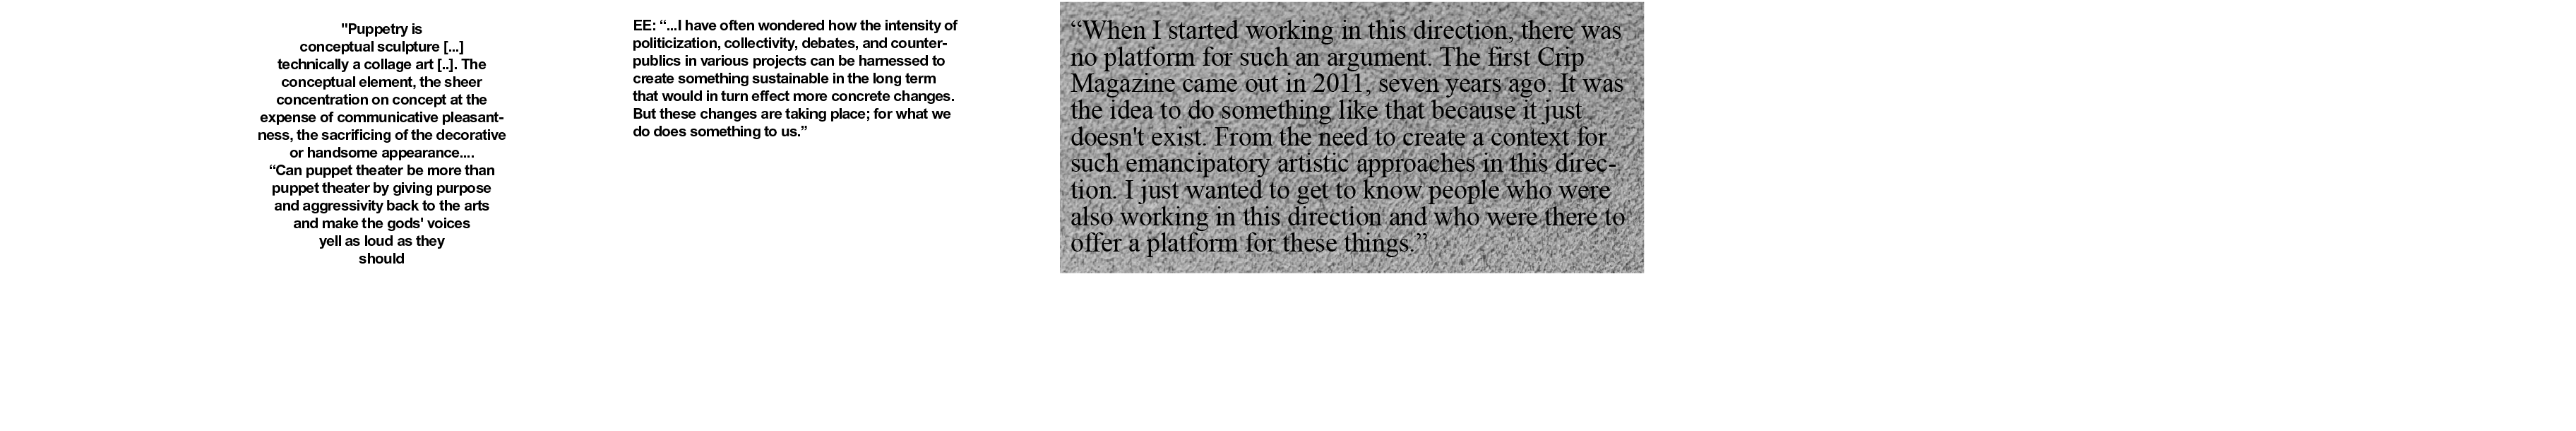 "Puppetry is
conceptual sculpture [...]
technically a collage art [..]. The
conceptual element, the sheer
concentration on concept at the
expense of communicative pleasant-
ness, the sacrificing of the decorative
or handsome appearance....
“Can puppet theater be more than
puppet theater by giving purpose
and aggressivity back to the arts
and make the gods' voices
yell as loud as they
should
EE: “...I have often wondered how the intensity of
politicization, collectivity, debates, and counter-
publics in various projects can be harnessed to
create something sustainable in the long term
that would in turn effect more concrete changes.
But these changes are taking place; for what we
do does something to us.”
“When I started working in this direction, there was
no platform for such an argument. The first Crip
Magazine came out in 2011, seven years ago. It was
the idea to do something like that because it just
doesn't exist. From the need to create a context for
such emancipatory artistic approaches in this direc-
tion. I just wanted to get to know people who were
also working in this direction and who were there to
offer a platform for these things.”